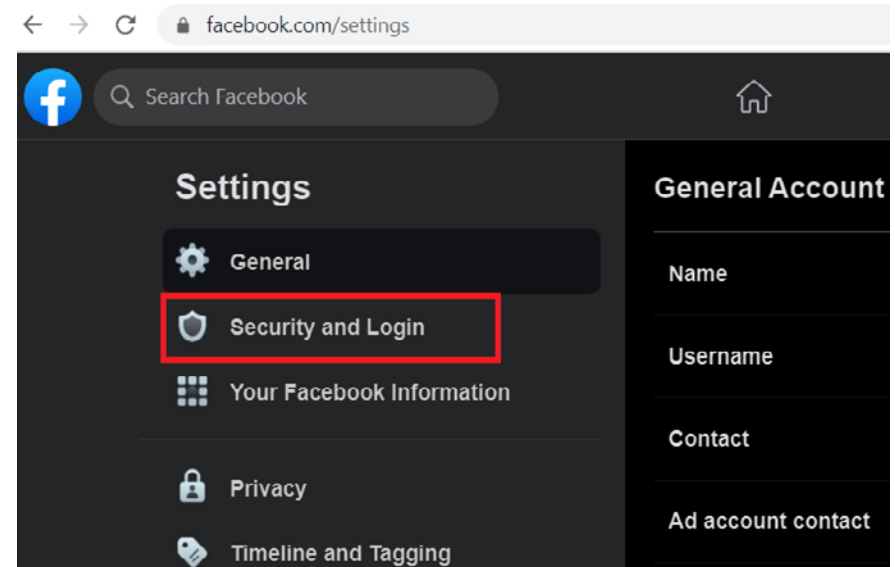 facebook.com/settings
Search Facebook
Settings
General
Security and Login
Your Facebook Information
Privacy
Timeline and Tagging
General Account
Name
Username
Contact
Ad account contact